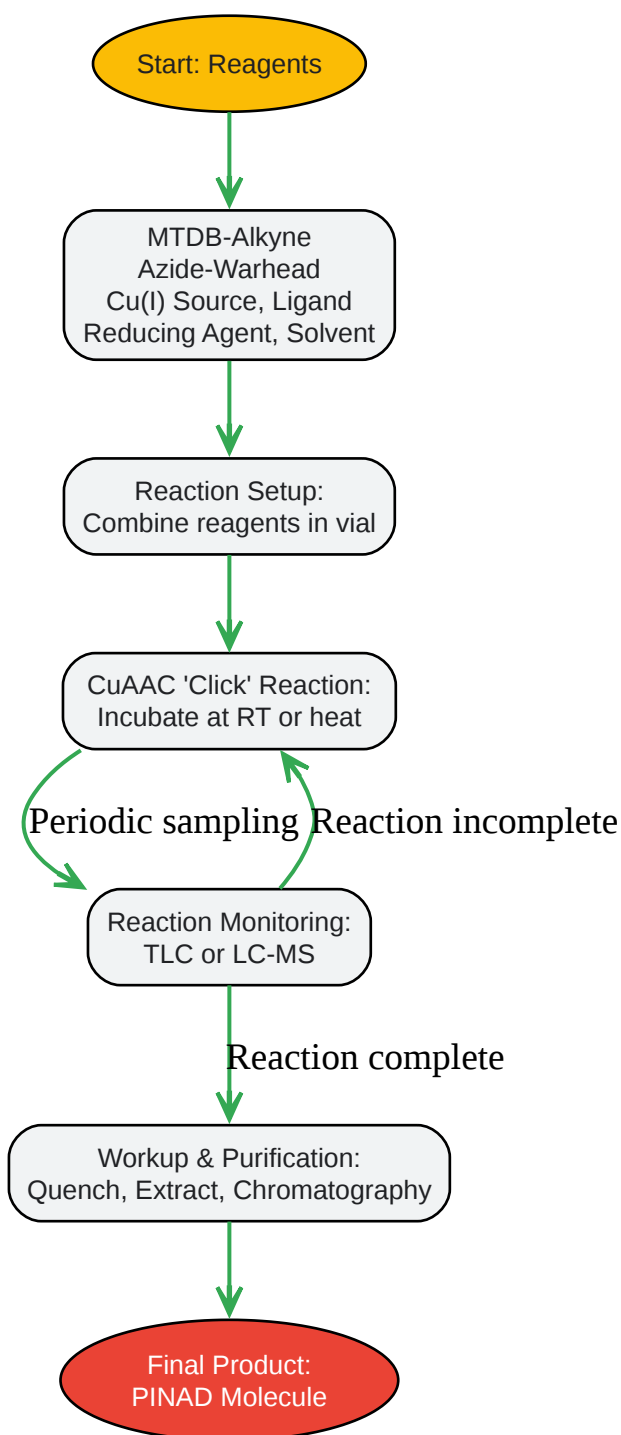 Start: Reagents
MTDB-Alkyne
Azide-Warhead
Cu(I) Source, Ligand
Reducing Agent, Solvent
Reaction Setup:
Combine reagents in vial
CuAAC 'Click' Reaction:
Incubate at RT or heat
Periodic sampling
Reaction incomplete
Reaction Monitoring:
TLC or LC-MS
Reaction complete
Workup & Purification:
Quench, Extract, Chromatography
Final Product:
PINAD Molecule